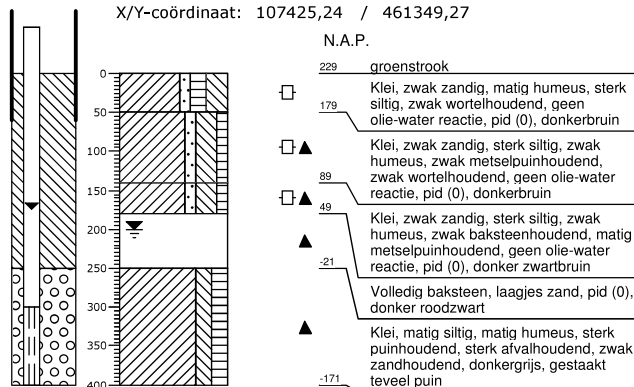 X/Y-coördinaat: 107425,24 / 461349,27
N.A.P.
229 groenstrook
Klei, zwak zandig, matig humeus, sterk
siltig, zwak wortelhoudend, geen
olie-water reactie, pid (0), donkerbruin
179
Klei, zwak zandig, sterk siltig, zwak
humeus, zwak metselpuinhoudend,
zwak wortelhoudend, geen olie-water
reactie, pid (0), donkerbruin
89
Klei, zwak zandig, sterk siltig, zwak
humeus, zwak baksteenhoudend, matig
metselpuinhoudend, geen olie-water
reactie, pid (0), donker zwartbruin
49
Volledig baksteen, laagjes zand, pid (0),
donker roodzwart
-21
Klei, matig siltig, matig humeus, sterk
puinhoudend, sterk afvalhoudend, zwak
zandhoudend, donkergrijs, gestaakt
teveel puin
-171
0
50
100
150
200
250
300
350
400